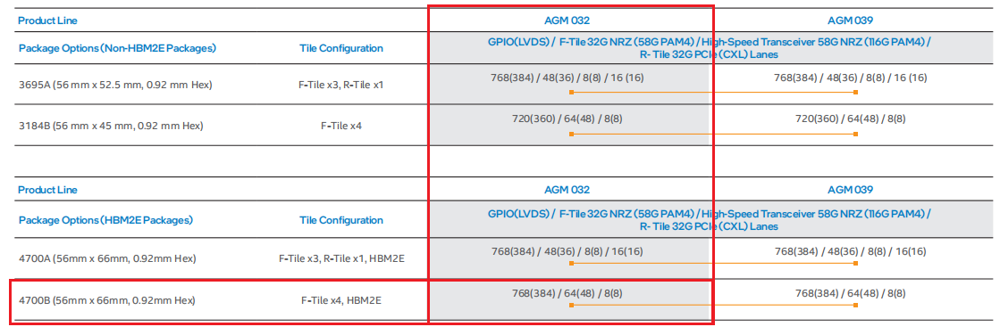 Product Line AGM 032 AGM 039
Package Options (Non-HBM2E Packages) Tile Configuration GPIO(LVDS) / F-Tile 32G NRZ (58G PAM4) / High-Speed Transceiver 58G NRZ (116G PAM4) /
R- Tile 32G PCIe (CXL) Lanes
3695A (56 mm x 52.5 mm, 0.92 mm Hex) F-Tile x3, R-Tile x1 768(384) / 48(36) / 8(8) / 16 (16) 768(384) / 48(36) / 8(8) / 16 (16)
3184B (56 mm x 45 mm, 0.92 mm Hex) F-Tile x4 720(360) / 64(48) / 8(8) 720(360) / 64(48) / 8(8)
Product Line AGM 032 AGM 039
Package Options (HBM2E Packages) Tile Configuration GPIO(LVDS) / F-Tile 32G NRZ (58G PAM4) / High-Speed Transceiver 58G NRZ (116G PAM4) /
R- Tile 32G PCIe (CXL) Lanes
4700A (56mm x 66mm, 0.92mm Hex) F-Tile x3, R-Tile x1, HBM2E 768(384) / 48(36) / 8(8) / 16(16) 768(384) / 48(36) / 8(8) / 16(16)
4700B (56mm x 66mm, 0.92mm Hex) F-Tile x4, HBM2E 768(384) / 64(48) / 8(8) 768(384) / 64(48) / 8(8)